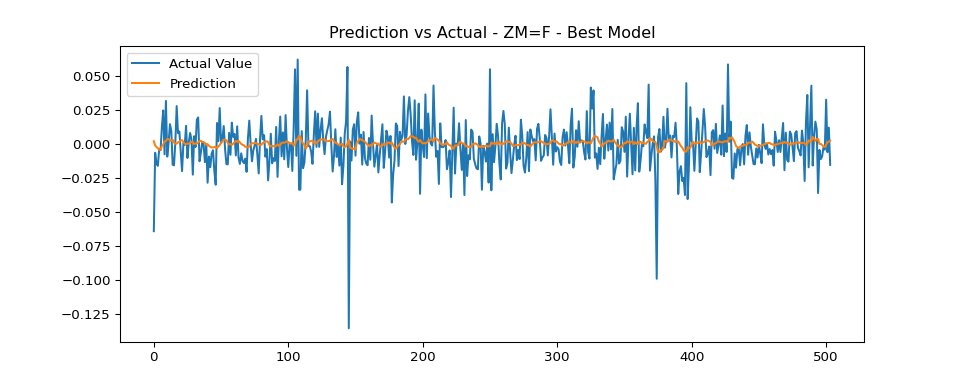 Prediction vs Actual - ZM=F - Best Model
Actual Value
Prediction
0.050
0.025
0.000
−0.025
−0.050
−0.075
−0.100
−0.125
0 100 200 300 400 500